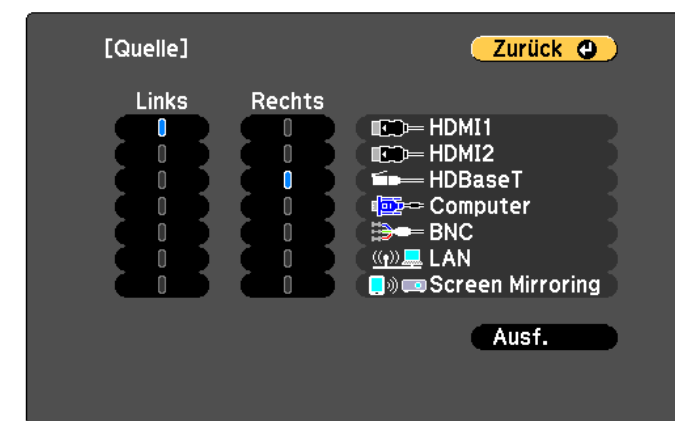 [Quelle] Zurück
Links Rechts
HDMI1
HDMI2
HDBaseT
Computer
BNC
LAN
Screen Mirroring
Ausf.